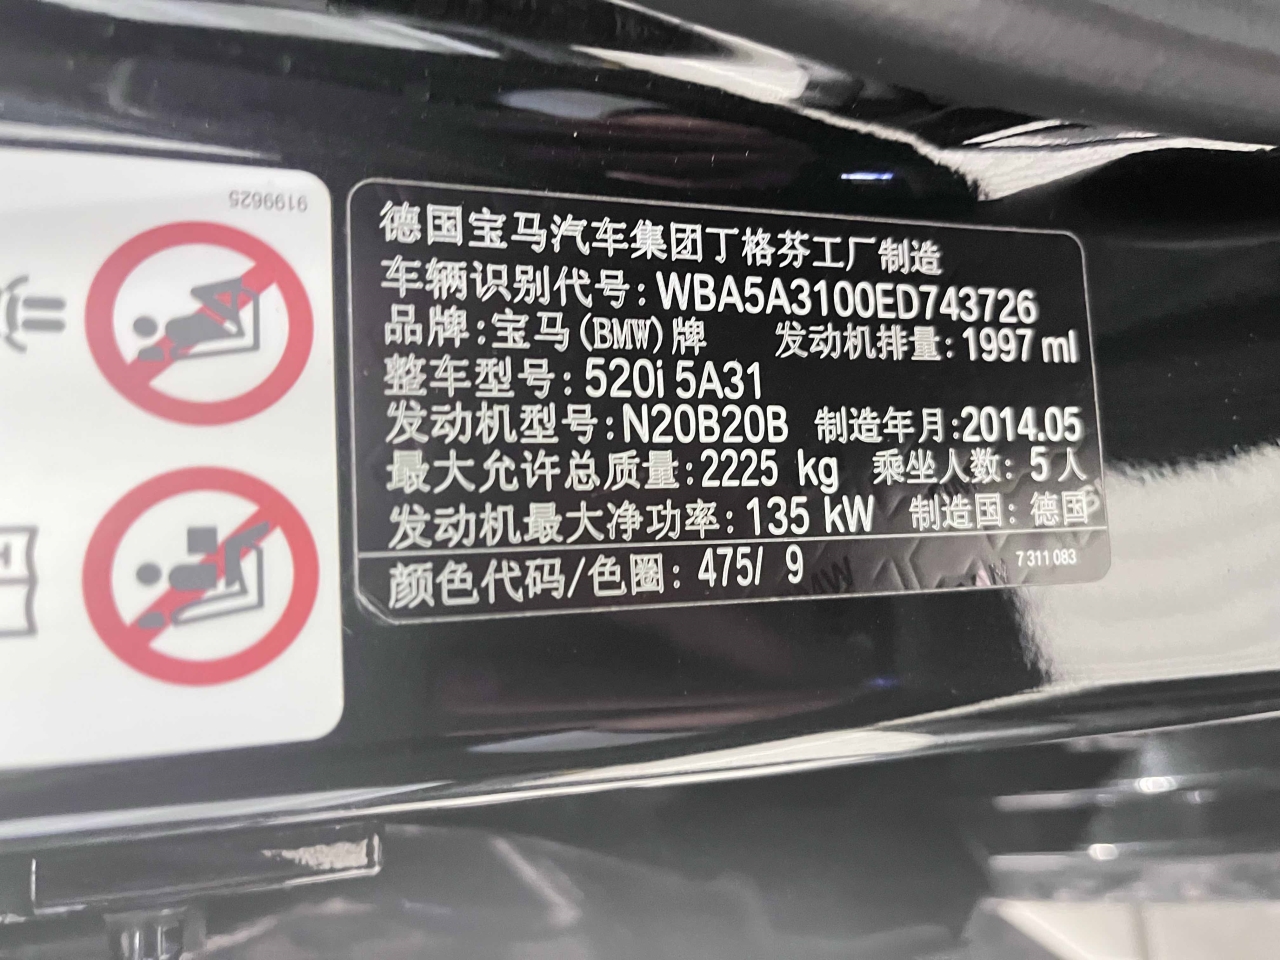 9199625
德国宝马汽车集团丁格芬工厂制造
车辆识别代号:WBA5A3100ED743726
品牌:宝马(BMW)牌 发动机排量:1997 ml
整车型号:520i 5A31
发动机型号:N20B20B 制造年月:2014.05
最大允许总质量:2225 kg 乘坐人数:5人
发动机最大净功率:135 kW 制造国:德国
颜色代码/色圈:475/ 9
7 311 083